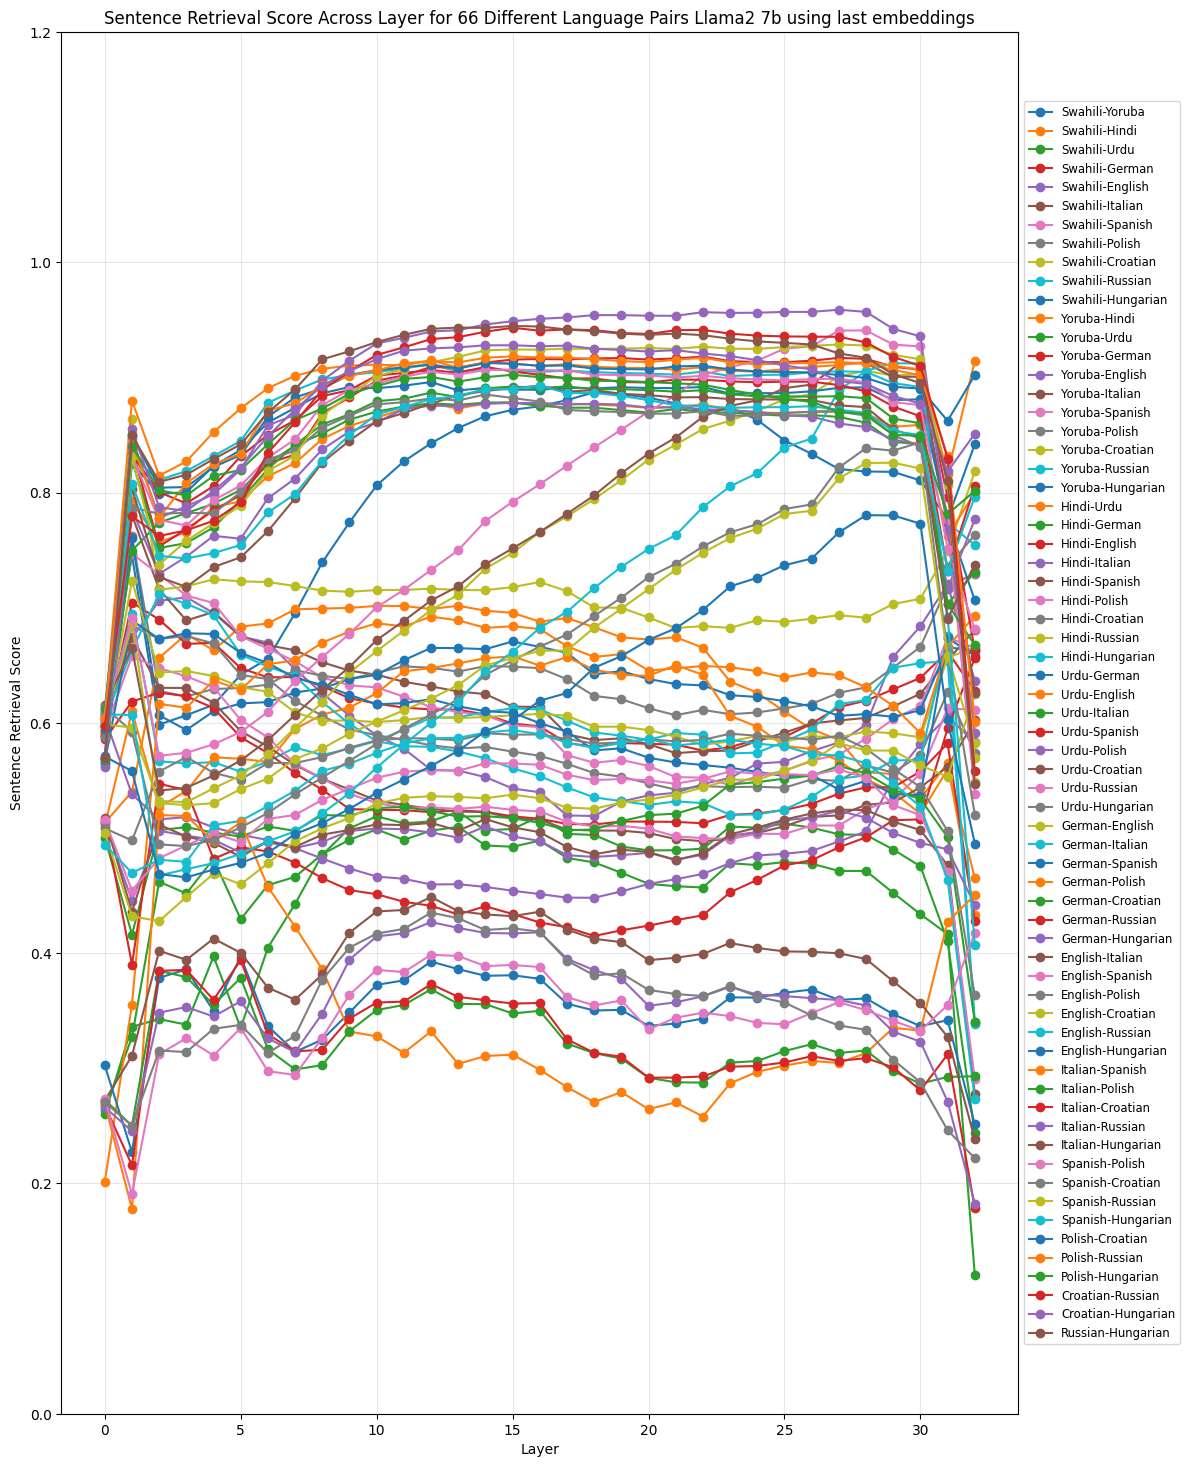 Sentence Retrieval Score Across Layer for 66 Different Language Pairs Llama2 7b using last embeddings
Sentence Retrieval Score
1.2
1.0
0.8
0.6
0.4
0.2
0.0
0
5
10
15
20
25
30
Layer
Swahili-Yoruba
Swahili-Hindi
Swahili-Urdu
Swahili-German
Swahili-English
Swahili-Italian
Swahili-Spanish
Swahili-Polish
Swahili-Croatian
Swahili-Russian
Swahili-Hungarian
Yoruba-Hindi
Yoruba-Urdu
Yoruba-German
Yoruba-English
Yoruba-Italian
Yoruba-Spanish
Yoruba-Polish
Yoruba-Croatian
Yoruba-Russian
Yoruba-Hungarian
Hindi-Urdu
Hindi-German
Hindi-English
Hindi-Italian
Hindi-Spanish
Hindi-Polish
Hindi-Croatian
Hindi-Russian
Hindi-Hungarian
Urdu-German
Urdu-English
Urdu-Italian
Urdu-Spanish
Urdu-Polish
Urdu-Croatian
Urdu-Russian
Urdu-Hungarian
German-English
German-Italian
German-Spanish
German-Polish
German-Croatian
German-Russian
German-Hungarian
English-Italian
English-Spanish
English-Polish
English-Croatian
English-Russian
English-Hungarian
Italian-Spanish
Italian-Polish
Italian-Croatian
Italian-Russian
Italian-Hungarian
Spanish-Polish
Spanish-Croatian
Spanish-Russian
Spanish-Hungarian
Polish-Croatian
Polish-Russian
Polish-Hungarian
Croatian-Russian
Croatian-Hungarian
Russian-Hungarian